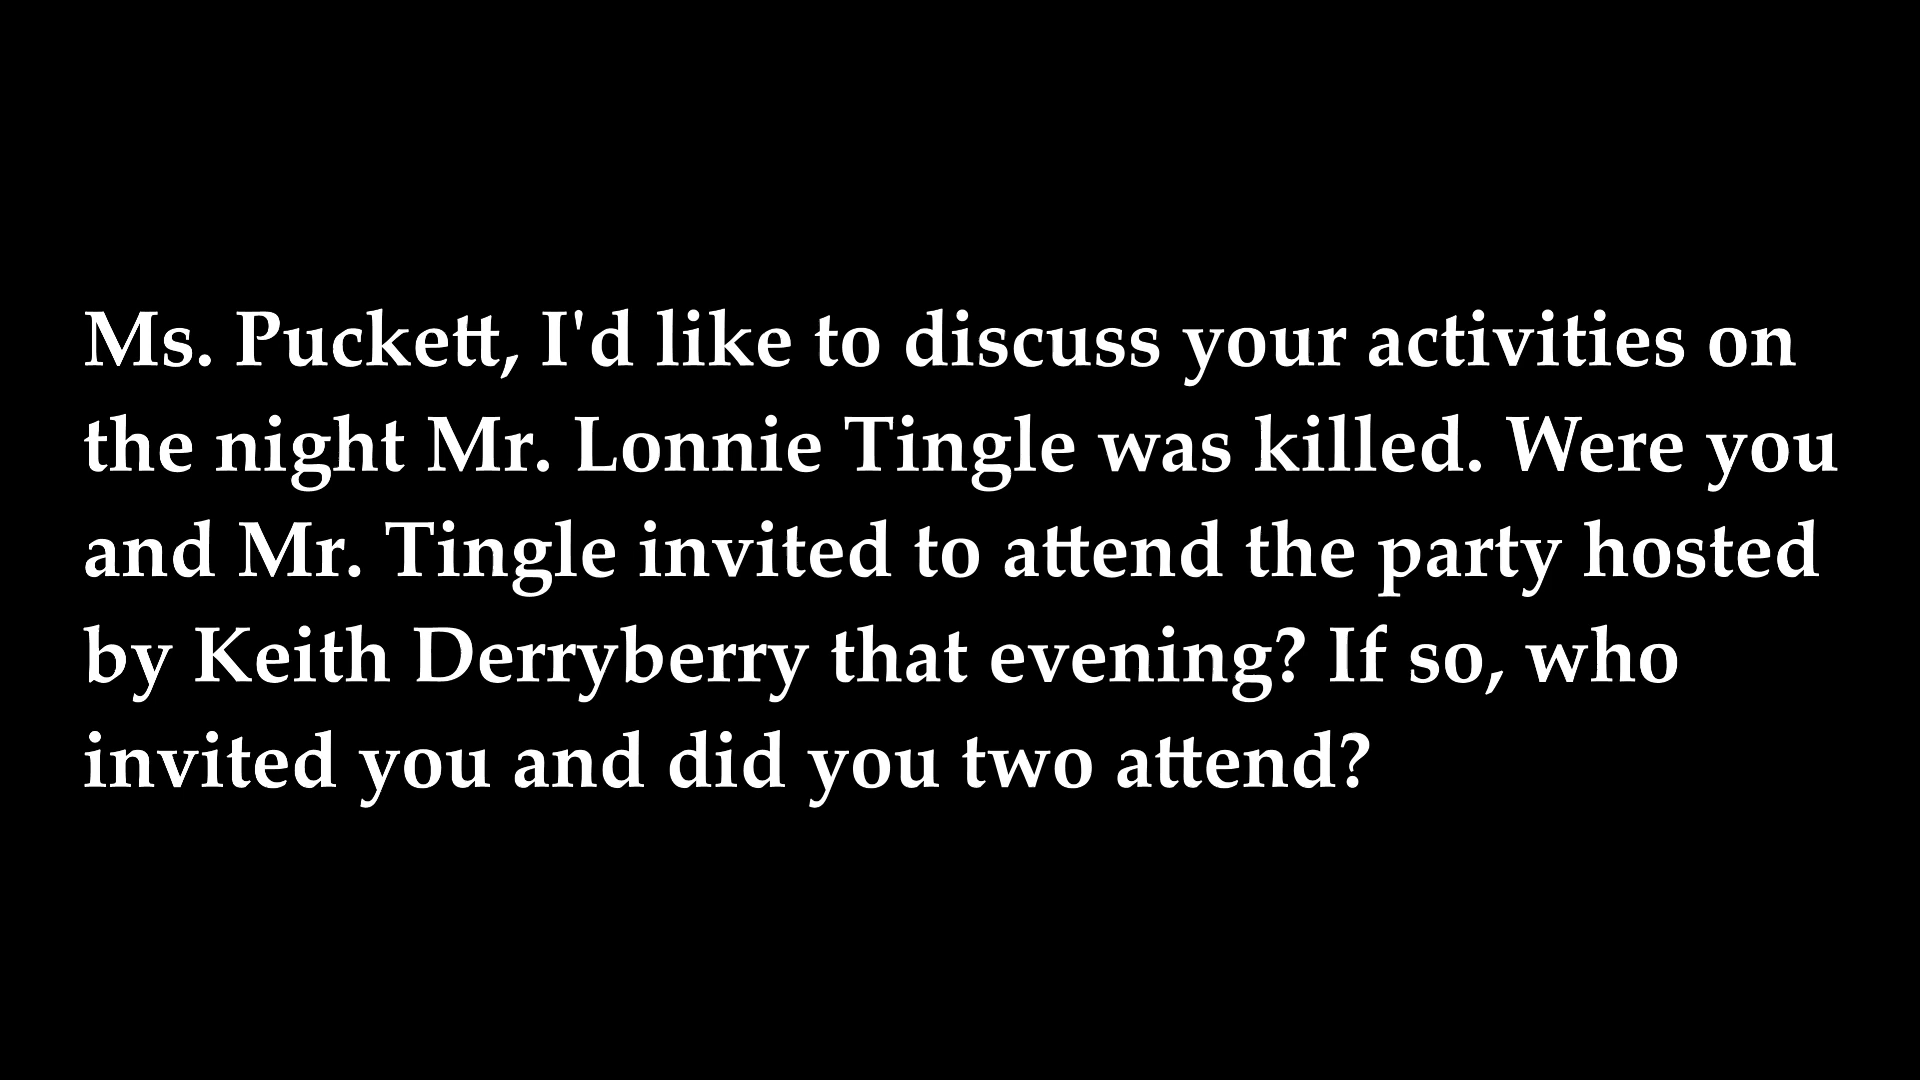 Ms. Puckett, I'd like to discuss your activities on
the night Mr. Lonnie Tingle was killed. Were you
and Mr. Tingle invited to attend the party hosted
by Keith Derryberry that evening? If so, who
invited you and did you two attend?